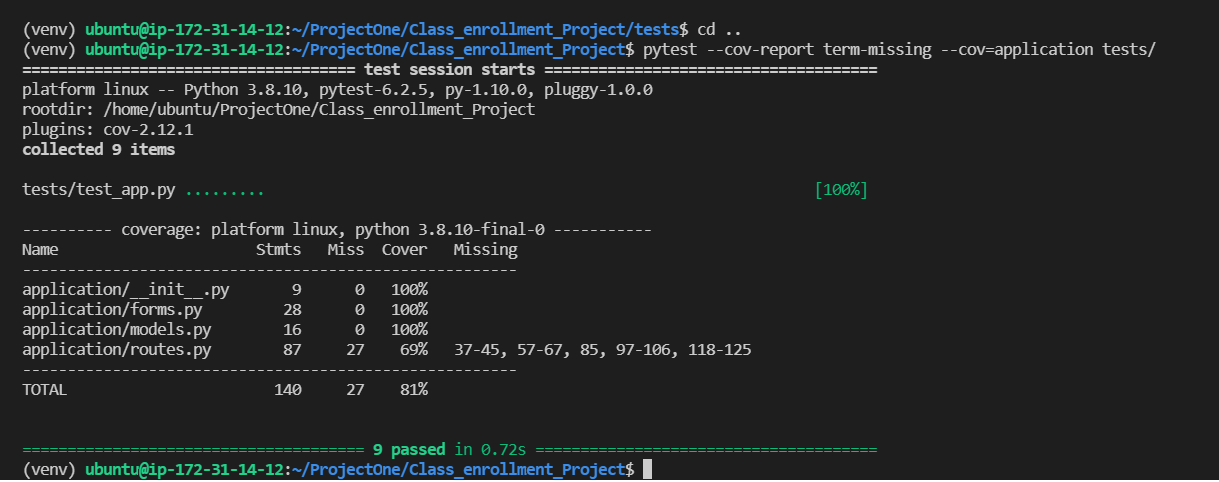 (venv) ubuntu@ip-172-31-14-12:~/ProjectOne/Class_enrollment_Project/tests$ cd ..
(venv) ubuntu@ip-172-31-14-12:~/ProjectOne/Class_enrollment_Project$ pytest --cov-report term-missing --cov=application tests/
===================================== test session starts =====================================
platform linux -- Python 3.8.10, pytest-6.2.5, py-1.10.0, pluggy-1.0.0
rootdir: /home/ubuntu/ProjectOne/Class_enrollment_Project
plugins: cov-2.12.1
collected 9 items
tests/test_app.py ......... [100%]
---------- coverage: platform linux, python 3.8.10-final-0 -----------
Name                      Stmts   Miss  Cover   Missing
-------------------------------------------------------
application/__init__.py       9      0   100%
application/forms.py         28      0   100%
application/models.py        16      0   100%
application/routes.py        87     27    69%   37-45, 57-67, 85, 97-106, 118-125
-------------------------------------------------------
TOTAL                       140     27    81%
====================================== 9 passed in 0.72s ======================================
(venv) ubuntu@ip-172-31-14-12:~/ProjectOne/Class_enrollment_Project$